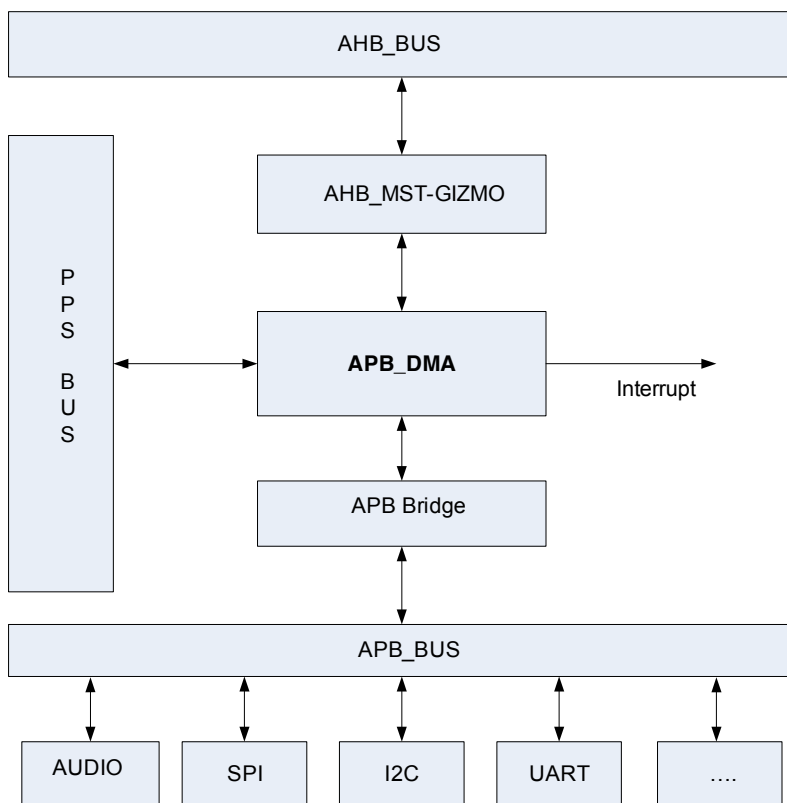 AHB_BUS
AHB_MST-GIZMO
P
P
S
B
U
S
APB_DMA
Interrupt
APB Bridge
APB_BUS
AUDIO
SPI
I2C
UART
....